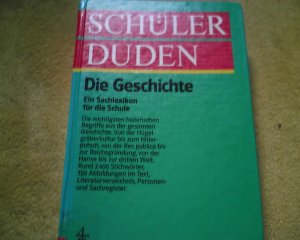 SCHÜLER
DUDEN
Die Geschichte
Ein Sachlexikon
für die Schule
Die wichtigsten historischen
Begriffe aus der gesamten
Geschichte. Von der Hügel-
gräberkultur bis zum Hitler-
putsch, von der Res publica bis
zur Reichsgründung, von der
Hanse bis zur dritten Welt.
Rund 2400 Stichwörter,
150 Abbildungen im Text,
Literaturverzeichnis, Personen-
und Sachregister.
4